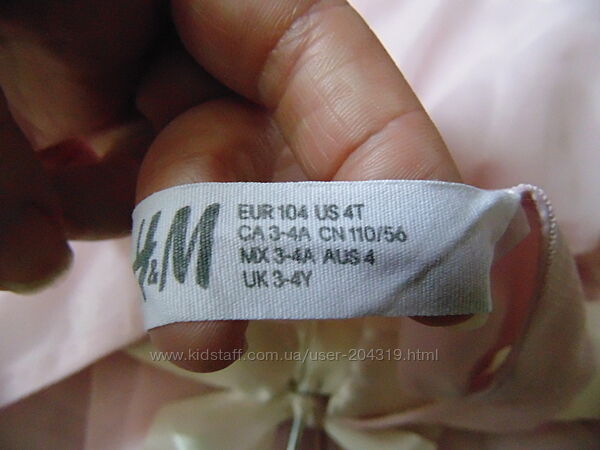 H&M
EUR 104 US 4T
CA 3-4A CN 110/56
MX 3-4A AUS 4
UK 3-4Y
www.kidstaff.com.ua/user-204319.html